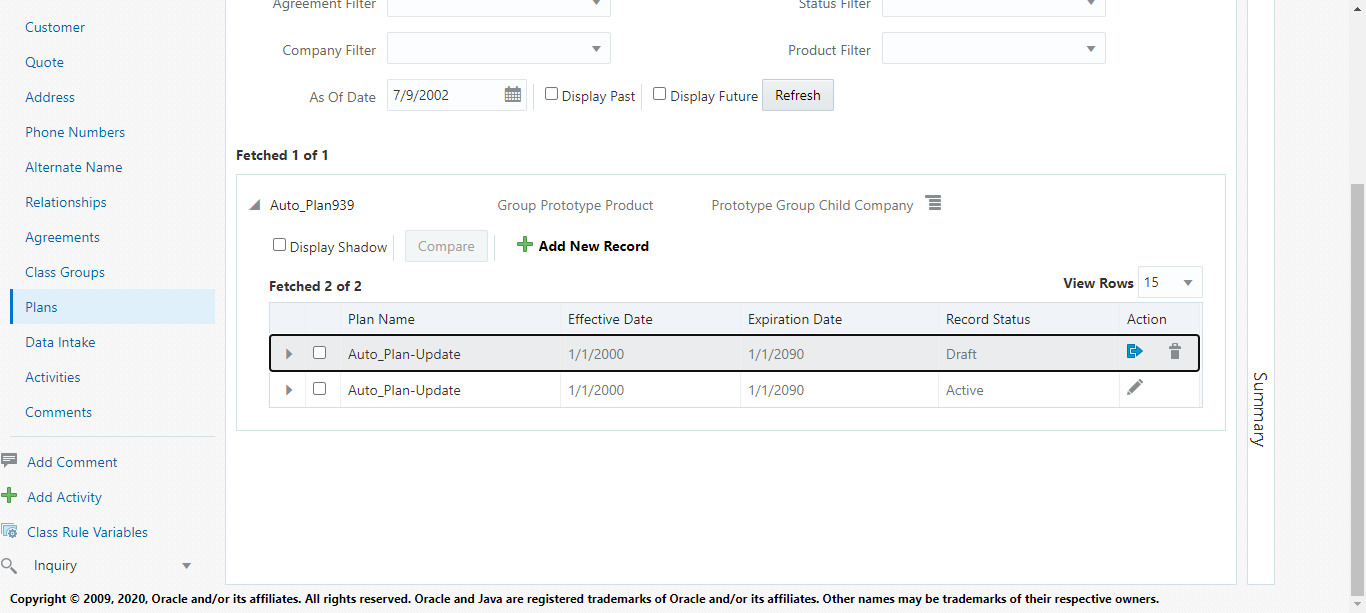 Customer
Quote
Address
Phone Numbers
Alternate Name
Relationships
Agreements
Class Groups
Plans
Data Intake
Activities
Comments
Add Comment
Add Activity
Class Rule Variables
Inquiry
Agreement Filter
Status Filter
Company Filter
Product Filter
As Of Date 7/9/2002 Display Past Display Future Refresh
Fetched 1 of 1
Auto_Plan939 Group Prototype Product Prototype Group Child Company
Display Shadow Compare Add New Record
Fetched 2 of 2 View Rows 15
Plan Name Effective Date Expiration Date Record Status Action
Auto_Plan-Update 1/1/2000 1/1/2090 Draft
Auto_Plan-Update 1/1/2000 1/1/2090 Active
Summary
Copyright © 2009, 2020, Oracle and/or its affiliates. All rights reserved. Oracle and Java are registered trademarks of Oracle and/or its affiliates. Other names may be trademarks of their respective owners.